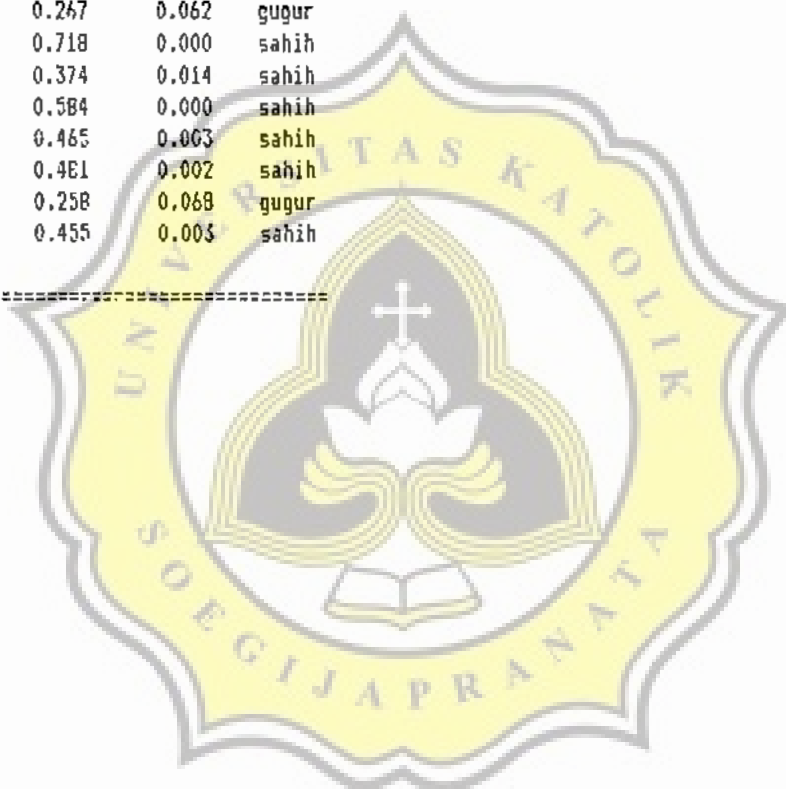 0.267 0.062 gugur
0.718 0.000 sahih
0.374 0.014 sahih
0.584 0.000 sahih
0.465 0.003 sahih
0.481 0.002 sahih
0.258 0.068 gugur
0.455 0.003 sahih
==============================
UNIVERSITAS KATOLIK
SOEGIJAPRANATA